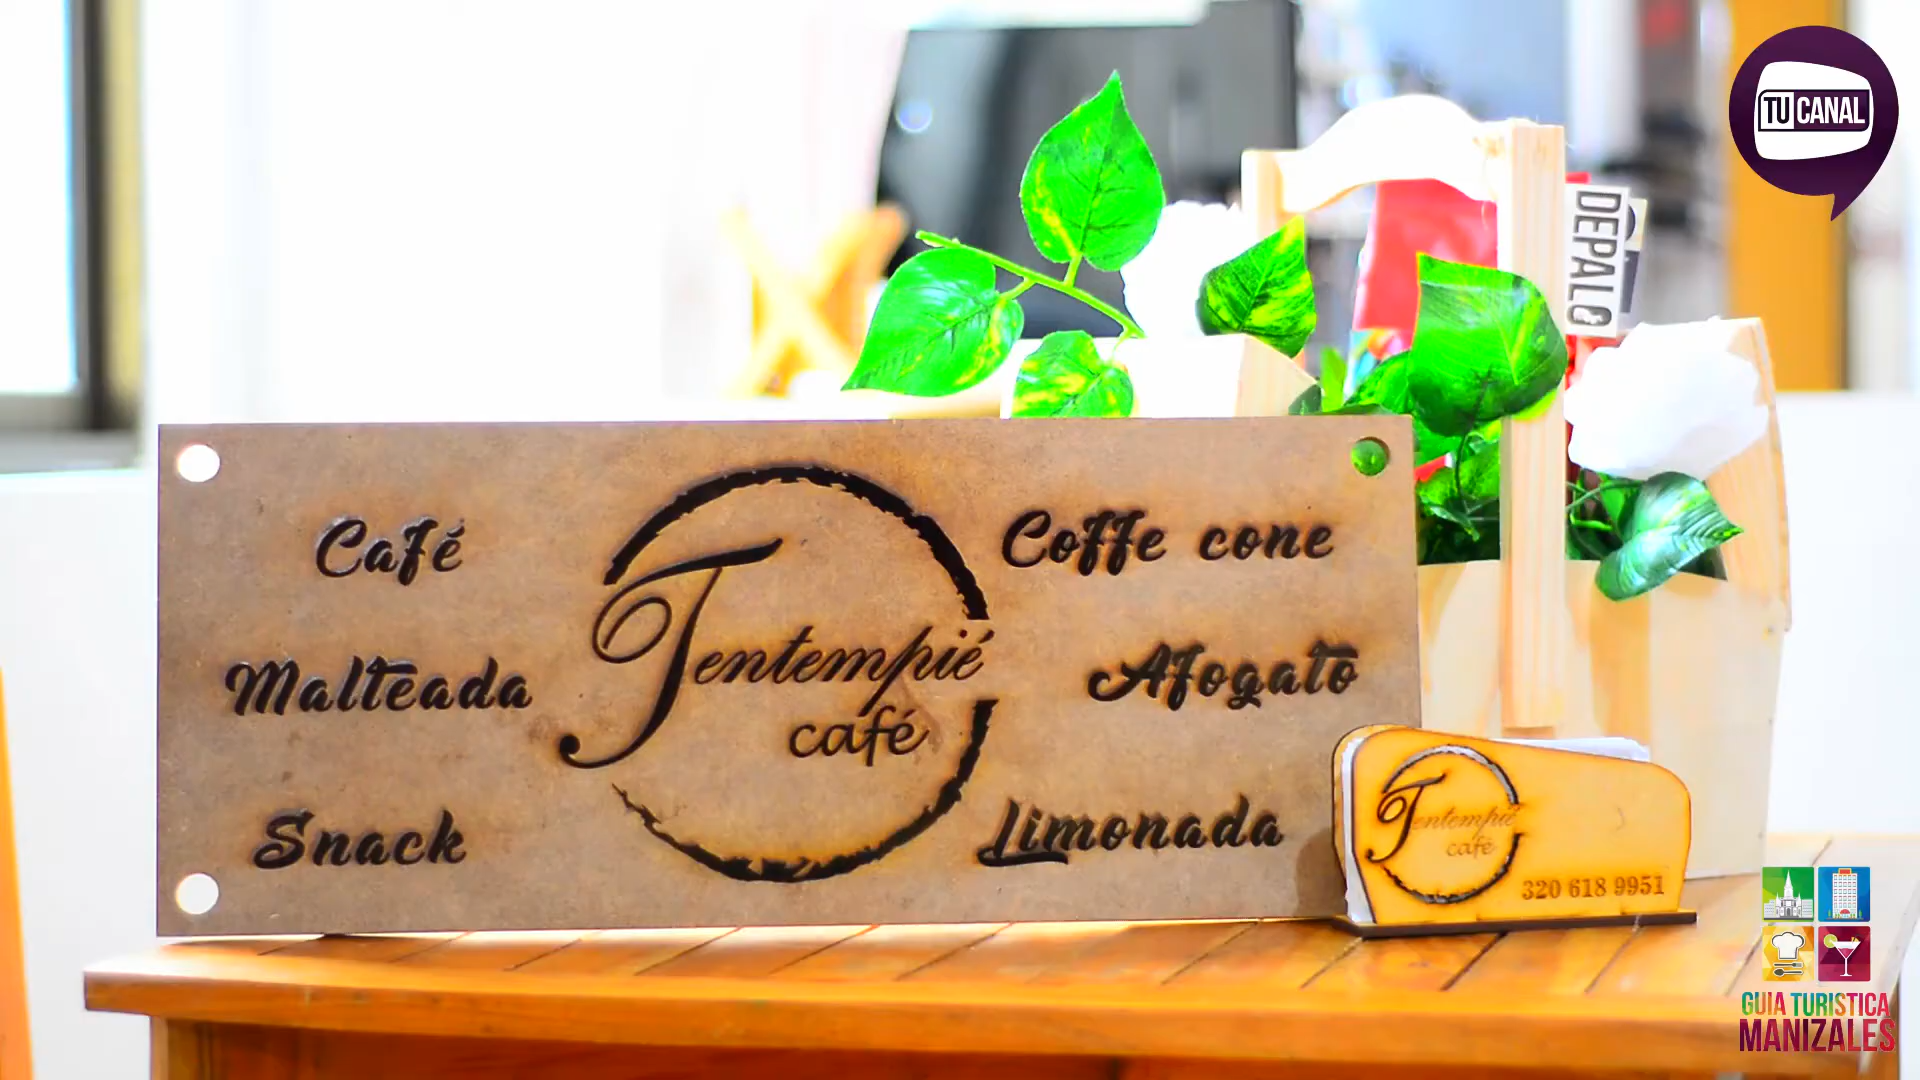 TU CANAL
DEPALO
Café
Malteada
Snack
Tentempié
café
Coffe cone
Afogato
Limonada
Tentempié
café
320 618 9951
GUIA TURISTICA
MANIZALES